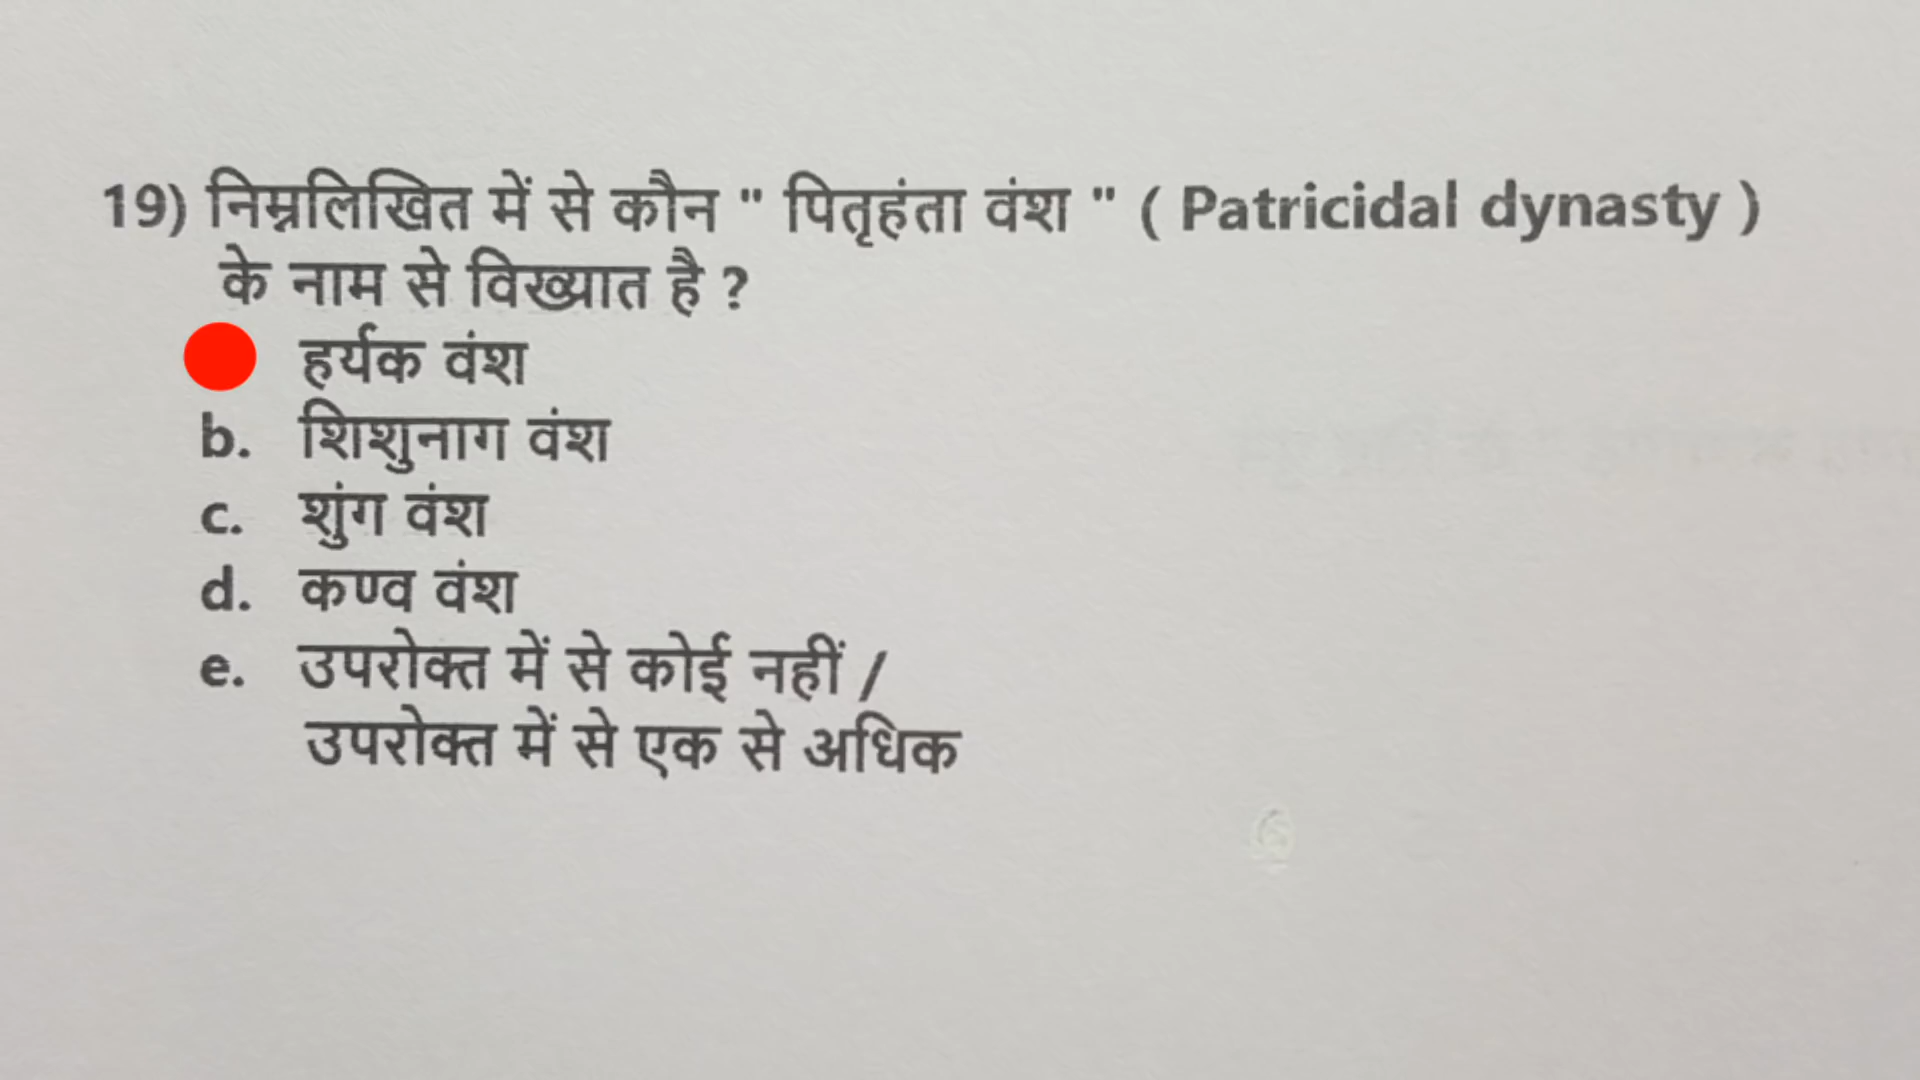 19) निम्नलिखित में से कौन " पितृहंता वंश " ( Patricidal dynasty )
के नाम से विख्यात है ?
हर्यक वंश
b. शिशुनाग वंश
c. शुंग वंश
d. कण्व वंश
e. उपरोक्त में से कोई नहीं /
उपरोक्त में से एक से अधिक